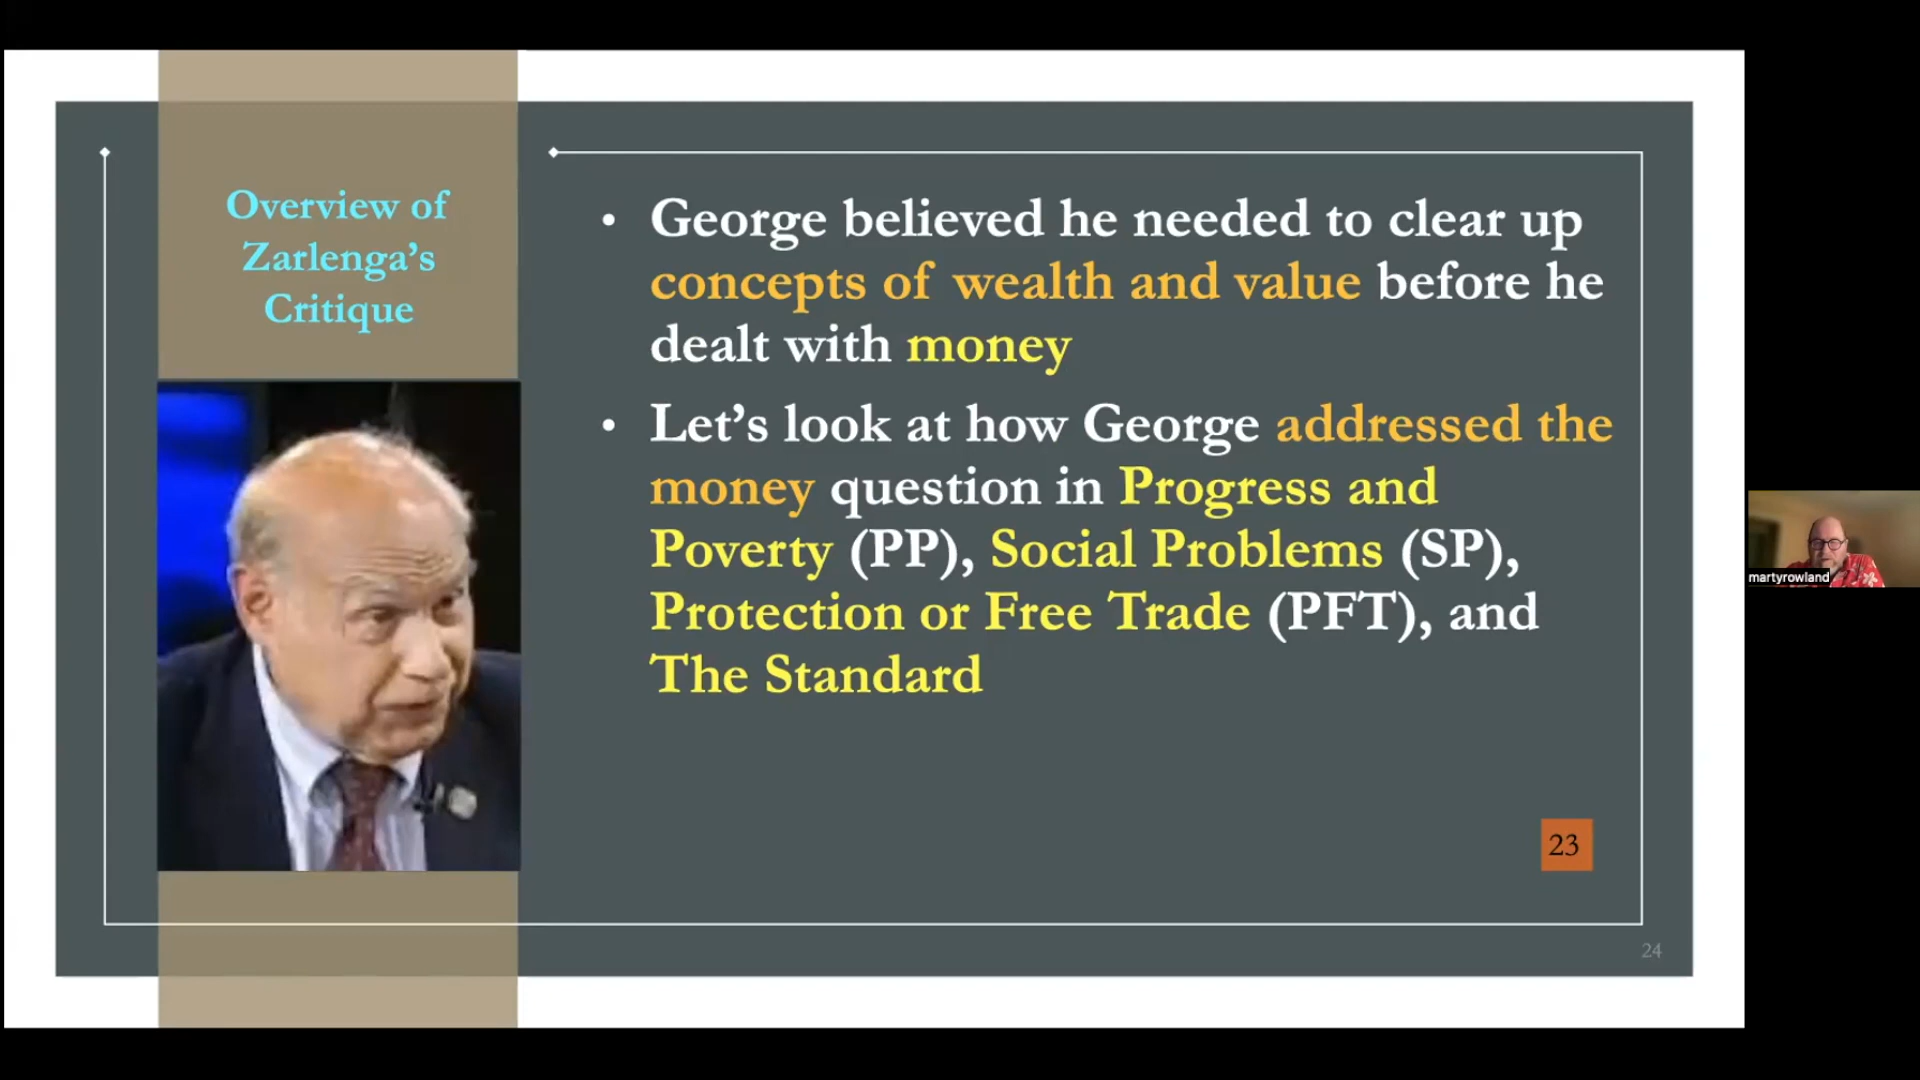 Overview of
Zarlenga’s
Critique
• George believed he needed to clear up
concepts of wealth and value before he
dealt with money
• Let’s look at how George addressed the
money question in Progress and
Poverty (PP), Social Problems (SP),
Protection or Free Trade (PFT), and
The Standard
23
24
martyrowland